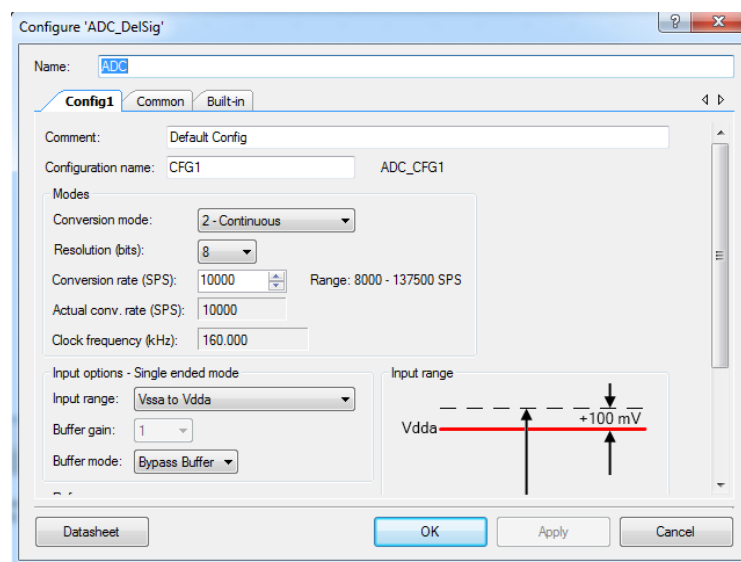 Configure 'ADC_DelSig'
Name: ADC
Config1 Common Built-in
Comment: Default Config
Configuration name: CFG1 ADC_CFG1
Modes
Conversion mode: 2 - Continuous
Resolution (bits): 8
Conversion rate (SPS): 10000 Range: 8000 - 137500 SPS
Actual conv. rate (SPS): 10000
Clock frequency (kHz): 160.000
Input options - Single ended mode Input range
Input range: Vssa to Vdda
Vdda +100 mV
Buffer gain: 1
Buffer mode: Bypass Buffer
Datasheet OK Apply Cancel